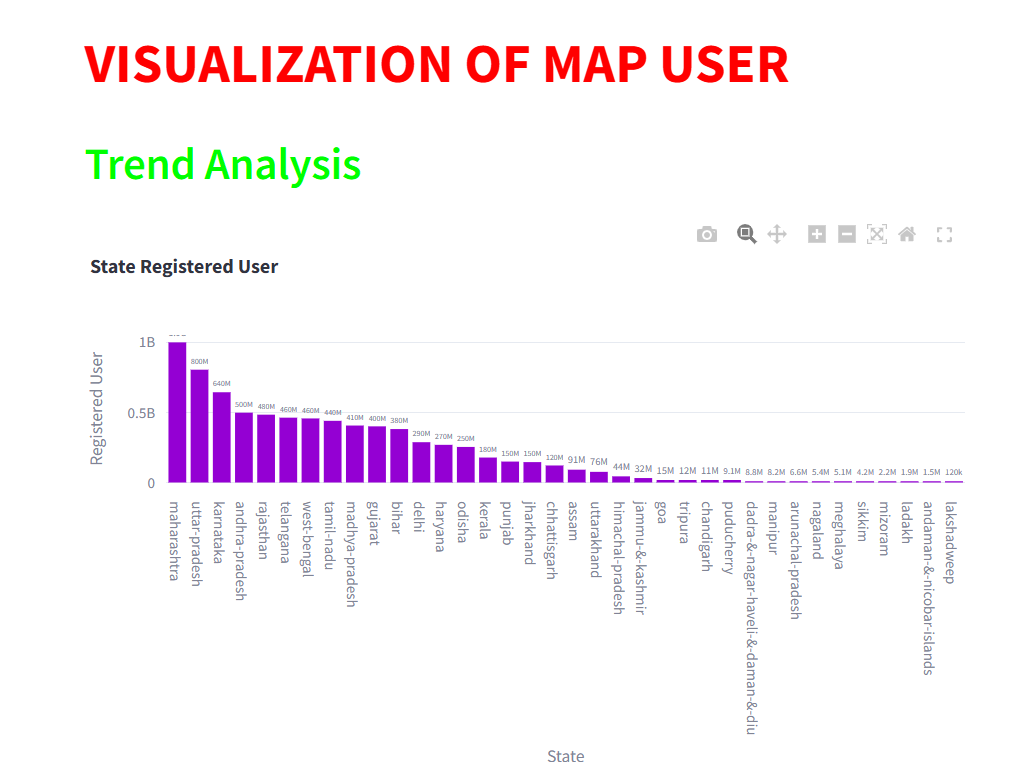 VISUALIZATION OF MAP USER
Trend Analysis
State Registered User
Registered User
1B
0.5B
0
800M
640M
500M
480M
460M
460M
440M
410M
400M
380M
290M
270M
250M
180M
150M
150M
120M
91M
76M
44M
32M
15M
12M
11M
9.1M
8.8M
8.2M
6.6M
5.4M
5.1M
4.2M
2.2M
1.9M
1.5M
120k
maharashtra
uttar-pradesh
karnataka
andhra-pradesh
rajasthan
telangana
west-bengal
tamil-nadu
madhya-pradesh
gujarat
bihar
delhi
haryana
odisha
kerala
punjab
jharkhand
chhattisgarh
assam
uttarakhand
himachal-pradesh
jammu-&-kashmir
goa
tripura
chandigarh
puducherry
dadra-&-nagar-haveli-&-daman-&-diu
manipur
arunachal-pradesh
nagaland
meghalaya
sikkim
mizoram
ladakh
andaman-&-nicobar-islands
lakshadweep
State